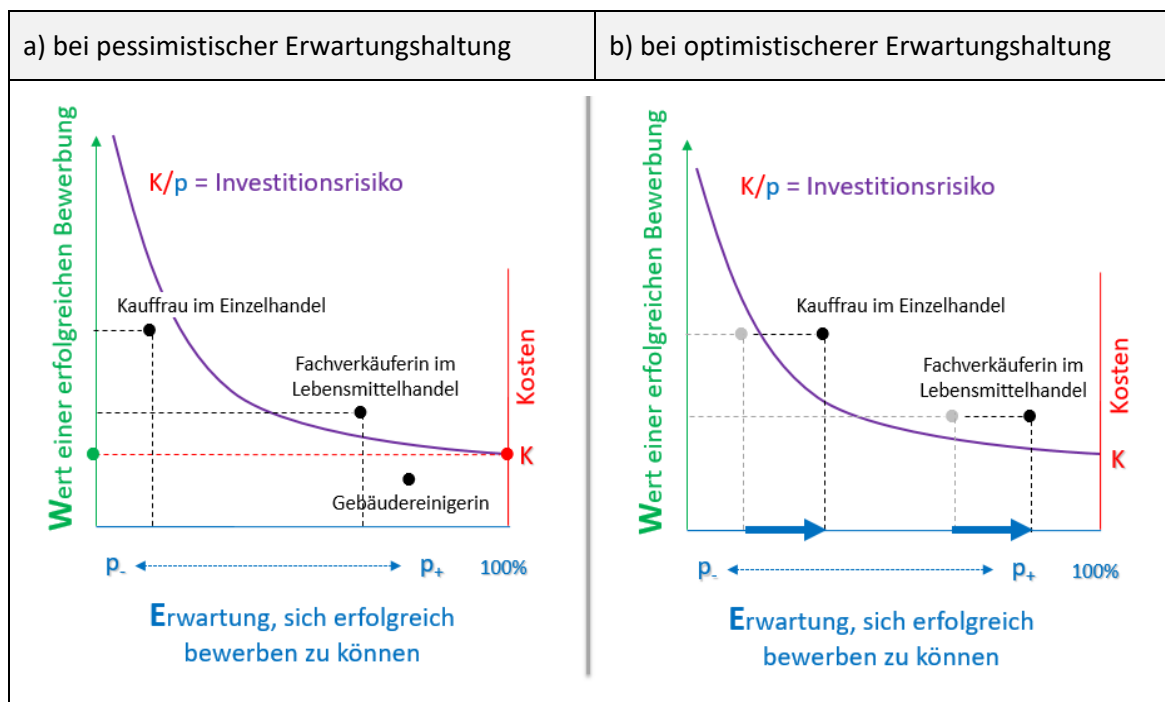 a) bei pessimistischer Erwartungshaltung
b) bei optimistischerer Erwartungshaltung
Wert einer erfolgreichen Bewerbung
K/p = Investitionsrisiko
Kauffrau im Einzelhandel
Fachverkäuferin im
Lebensmittelhandel
Kosten
K
Gebäudereinigerin
p- p+ 100%
Erwartung, sich erfolgreich
bewerben zu können
Wert einer erfolgreichen Bewerbung
K/p = Investitionsrisiko
Kauffrau im Einzelhandel
Fachverkäuferin im
Lebensmittelhandel
Kosten
K
p- p+ 100%
Erwartung, sich erfolgreich
bewerben zu können